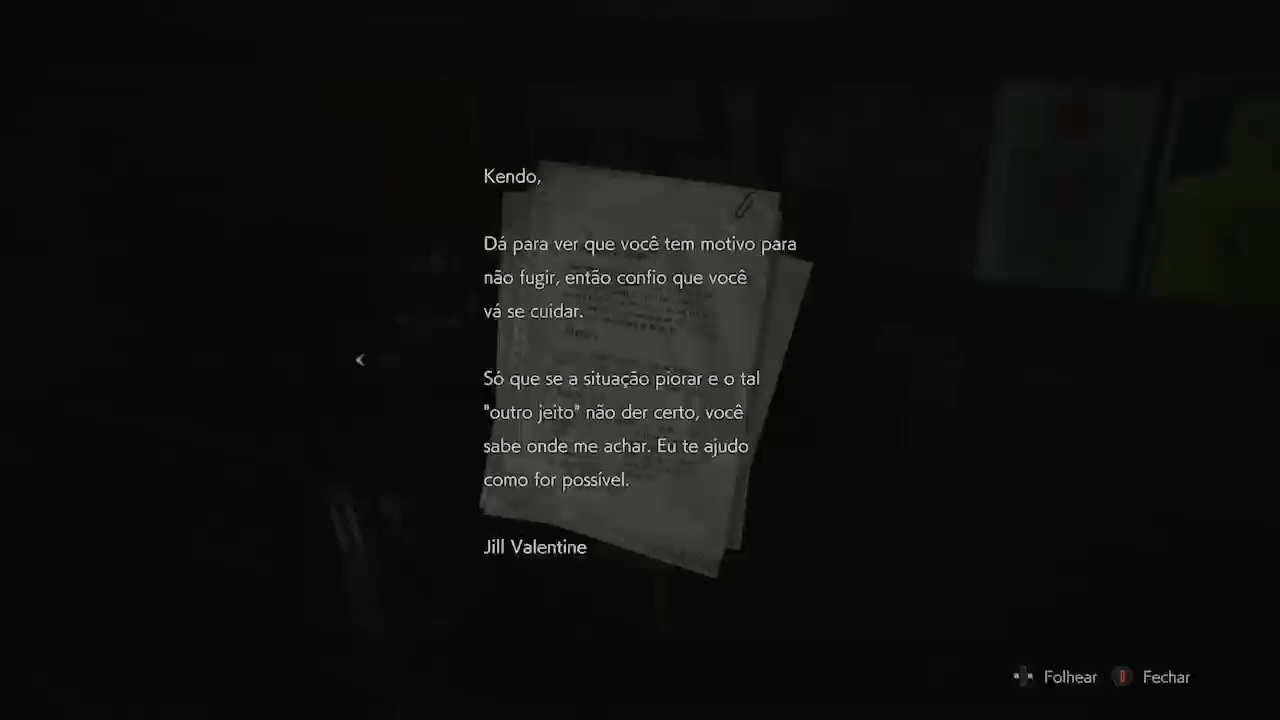 Kendo,
Dá para ver que você tem motivo para
não fugir, então confio que você
vá se cuidar.
Só que se a situação piorar e o tal
"outro jeito" não der certo, você
sabe onde me achar. Eu te ajudo
como for possível.
Jill Valentine
Folhear
Fechar